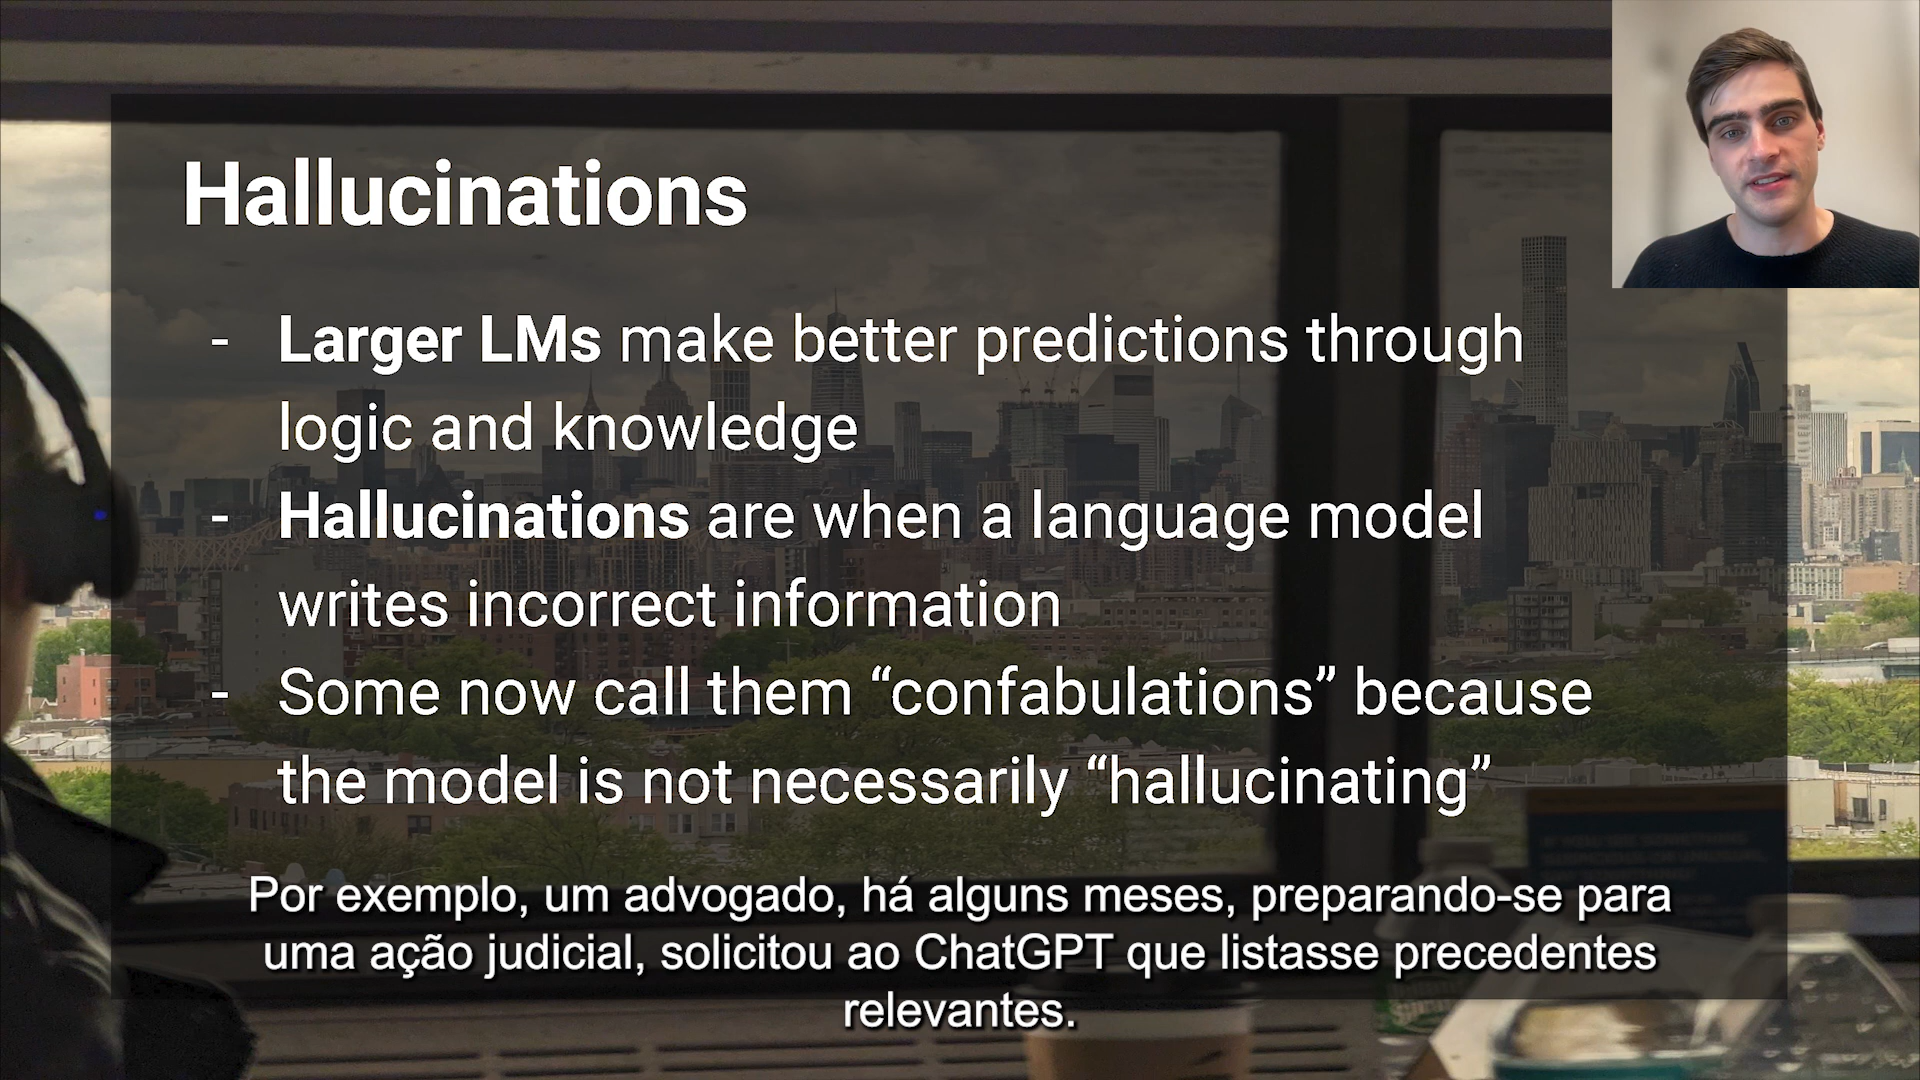 Hallucinations
- Larger LMs make better predictions through
logic and knowledge
- Hallucinations are when a language model
writes incorrect information
- Some now call them “confabulations” because
the model is not necessarily “hallucinating”
Por exemplo, um advogado, há alguns meses, preparando-se para
uma ação judicial, solicitou ao ChatGPT que listasse precedentes
relevantes.